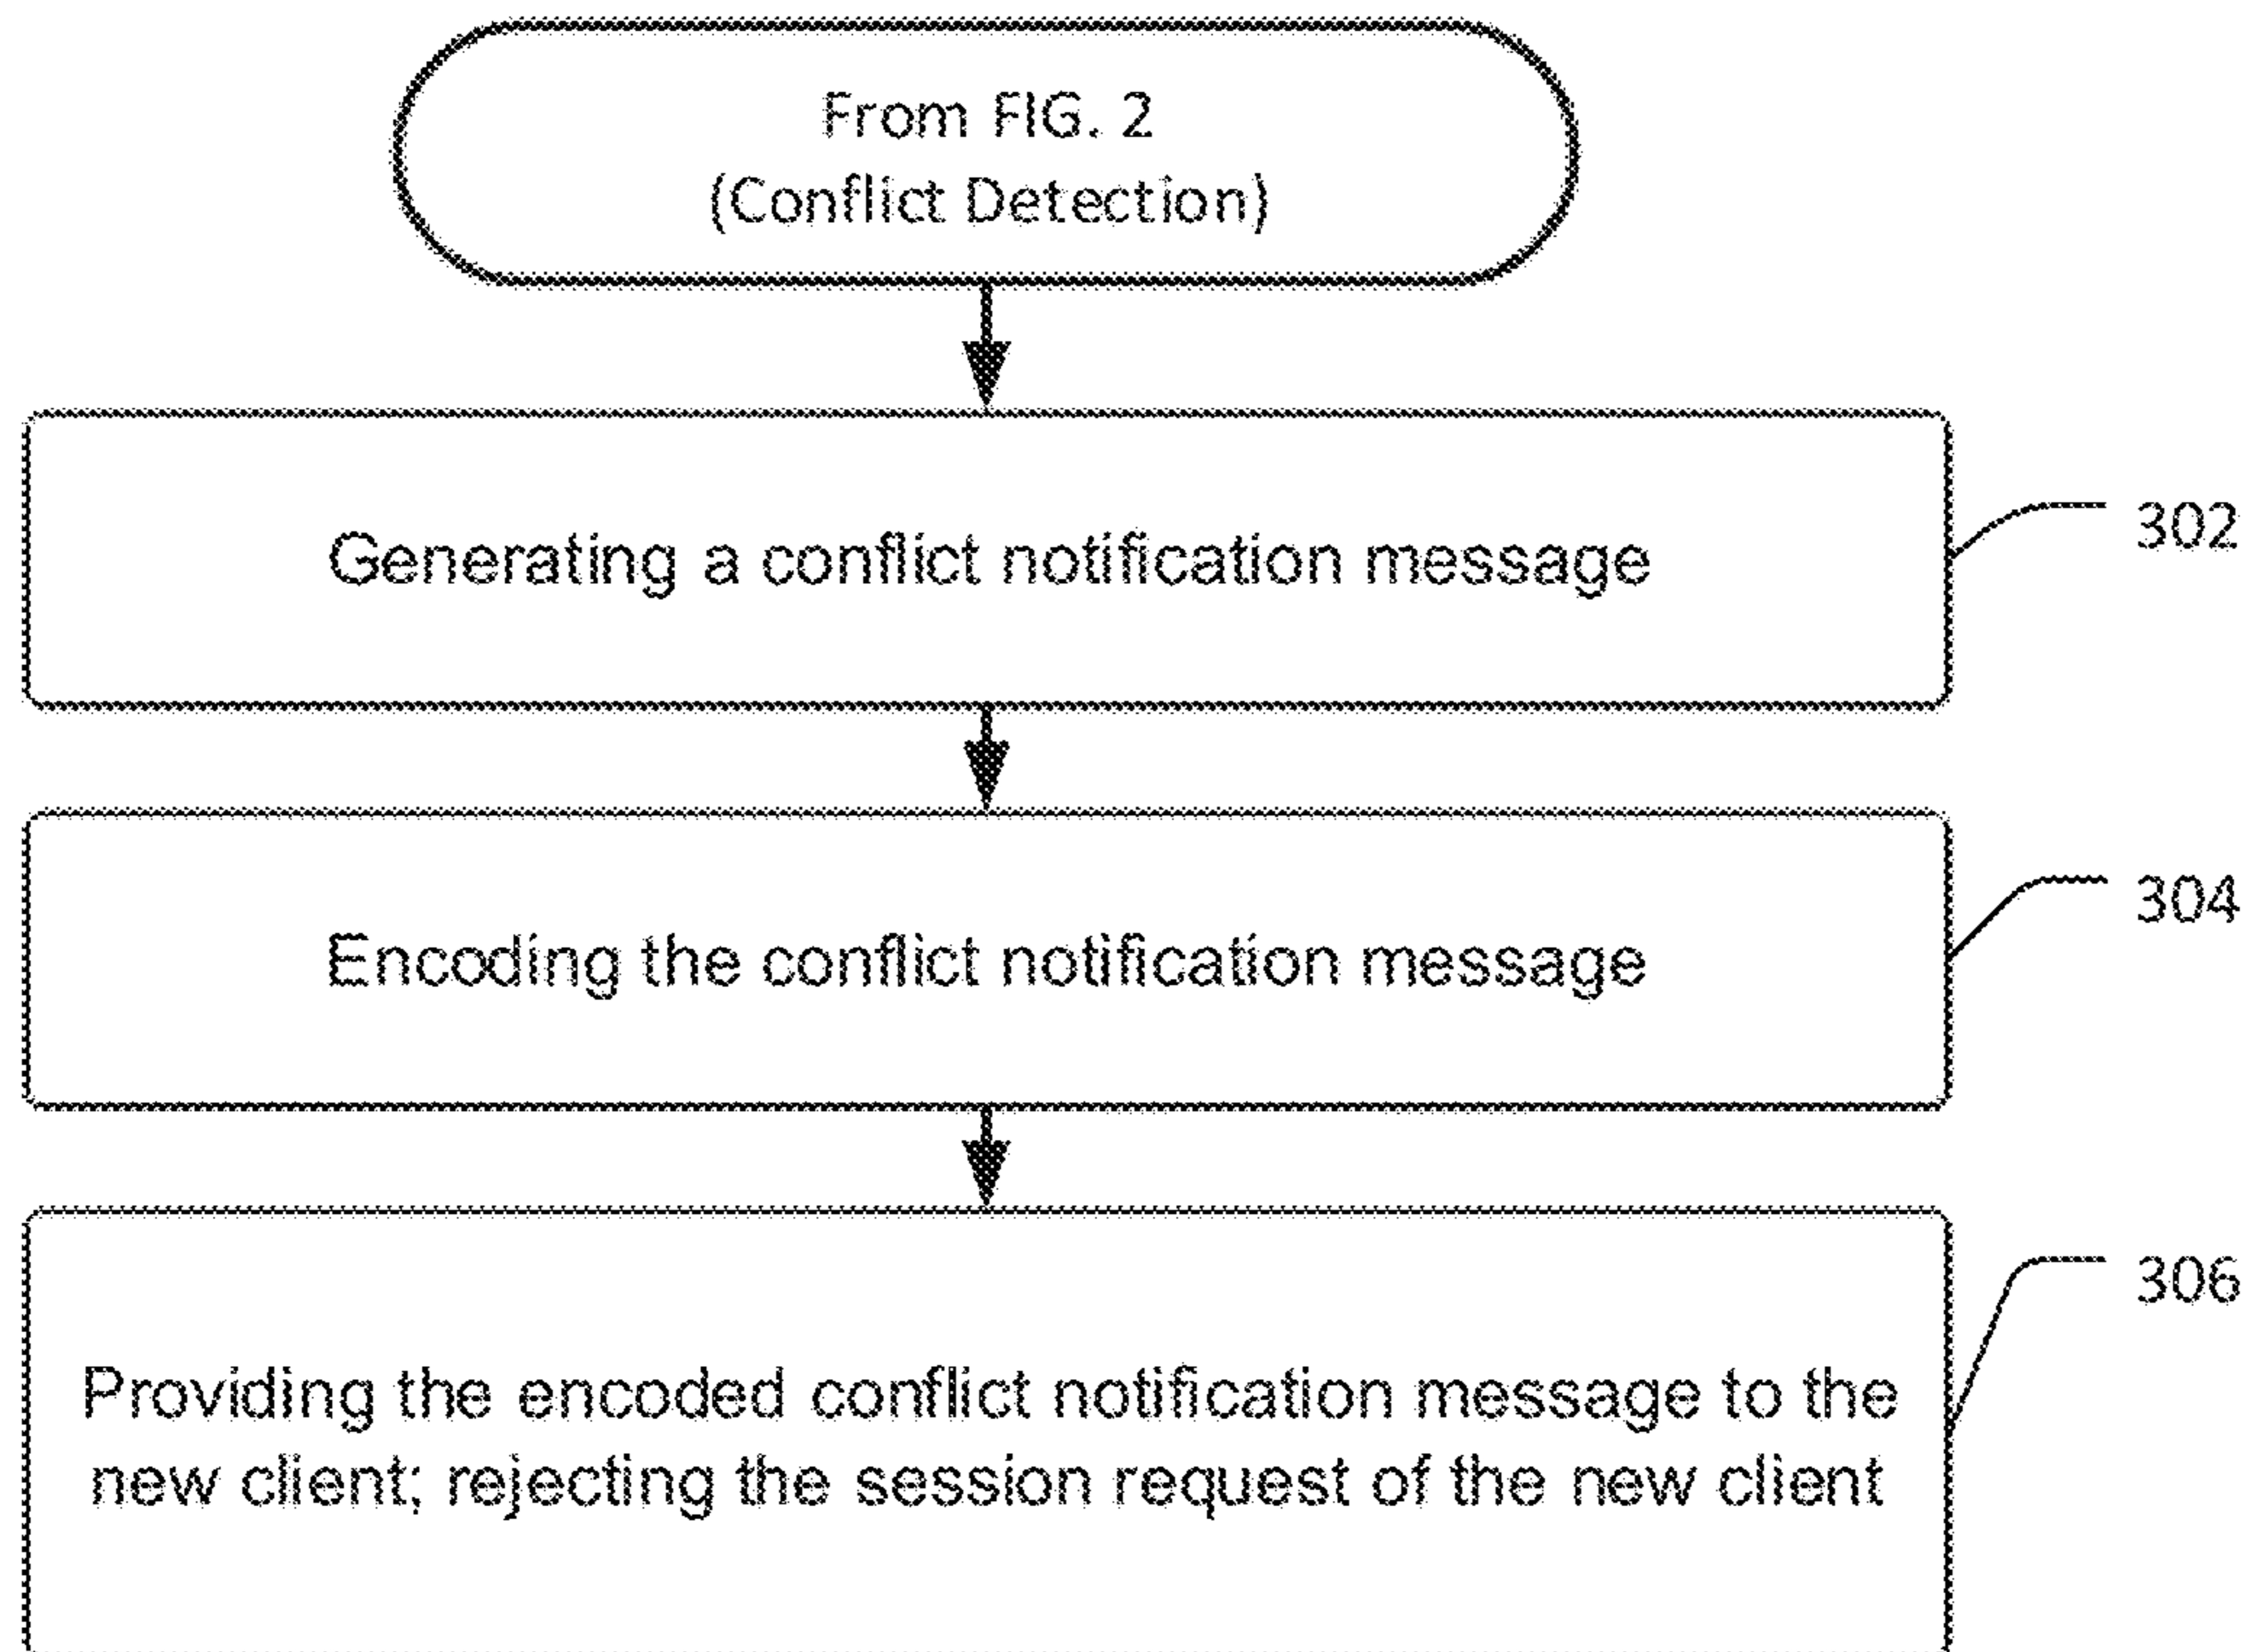 From FIG. 2
(Conflict Detection)
Generating a conflict notification message
302
Encoding the conflict notification message
304
Providing the encoded conflict notification message to the
new client; rejecting the session request of the new client
306